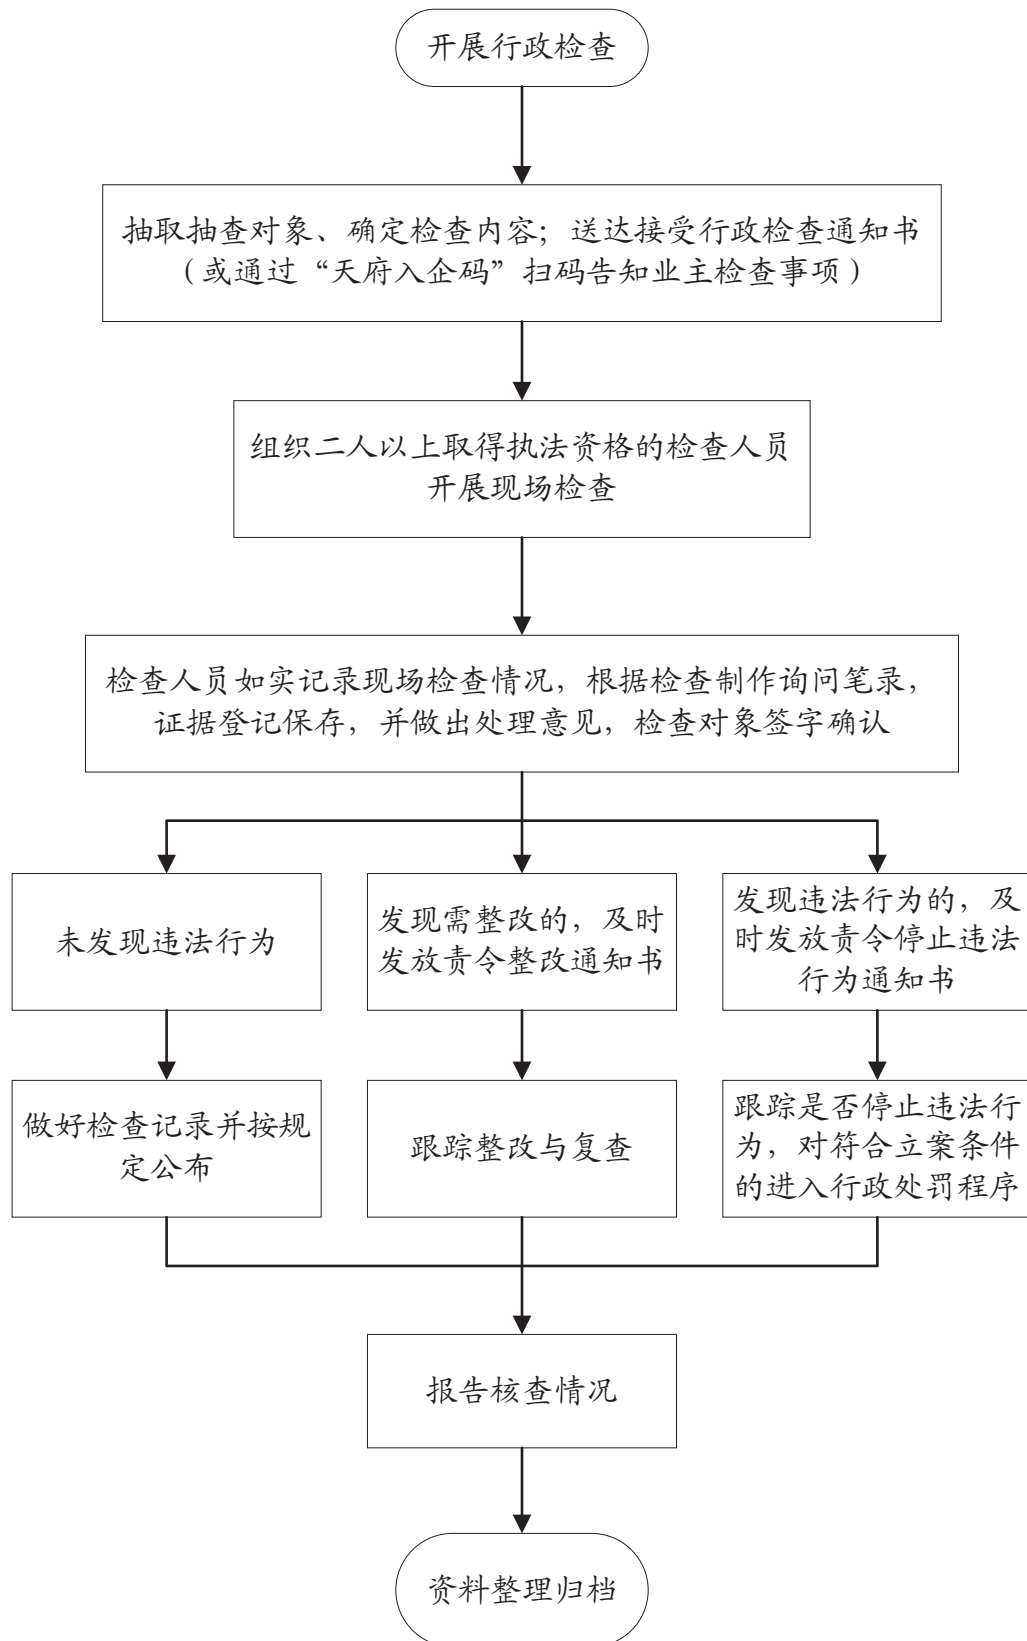 开展行政检查
抽取抽查对象、确定检查内容；送达接受行政检查通知书
（或通过“天府入企码”扫码告知业主检查事项）
组织二人以上取得执法资格的检查人员
开展现场检查
检查人员如实记录现场检查情况，根据检查制作询问笔录，
证据登记保存，并做出处理意见，检查对象签字确认
未发现违法行为
发现需整改的，及时
发放责令整改通知书
发现违法行为的，及
时发放责令停止违法
行为通知书
做好检查记录并按规
定公布
跟踪整改与复查
跟踪是否停止违法行
为，对符合立案条件
的进入行政处罚程序
报告核查情况
资料整理归档